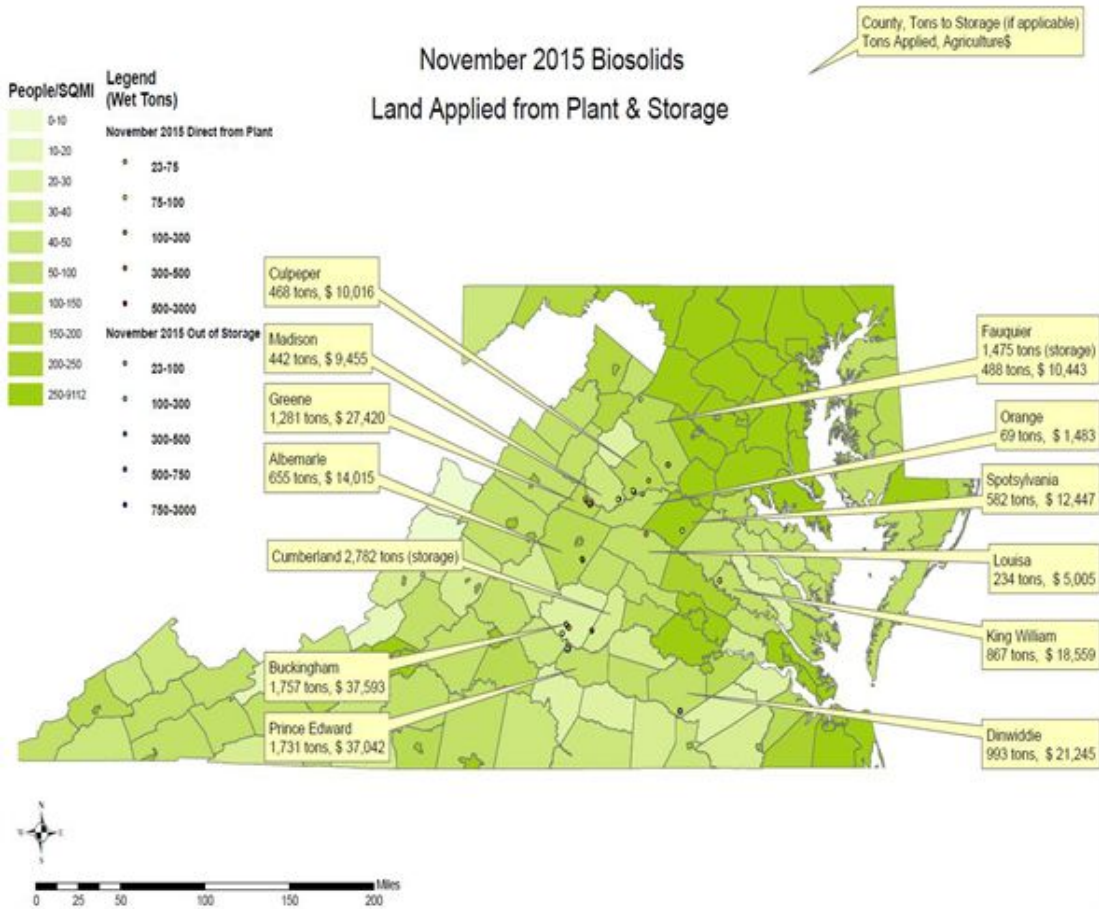 County, Tons to Storage (if applicable)
Tons Applied, Agriculture$
November 2015 Biosolids
Land Applied from Plant & Storage
People/SQMI
0-10
10-20
20-30
30-40
40-50
50-100
100-150
150-200
200-250
250-9112
Legend
(Wet Tons)
November 2015 Direct from Plant
23-75
75-100
100-300
300-500
500-3000
November 2015 Out of Storage
23-100
100-300
300-500
500-750
750-3000
Culpeper
468 tons, $ 10,016
Madison
442 tons, $ 9,455
Greene
1,281 tons, $ 27,420
Albemarle
655 tons, $ 14,015
Cumberland 2,782 tons (storage)
Buckingham
1,757 tons, $ 37,593
Prince Edward
1,731 tons, $ 37,042
Fauquier
1,475 tons (storage)
488 tons, $ 10,443
Orange
69 tons, $ 1,483
Spotsylvania
582 tons, $ 12,447
Louisa
234 tons, $ 5,005
King William
867 tons, $ 18,559
Dinwiddie
993 tons, $ 21,245
N
W E
S
Miles
0 25 50 100 150 200